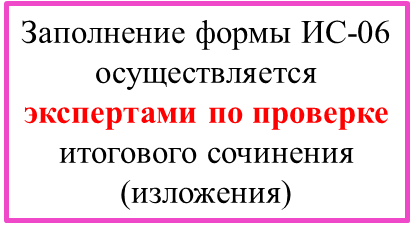 Заполнение формы ИС-06
осуществляется
экспертами по проверке
итогового сочинения
(изложения)